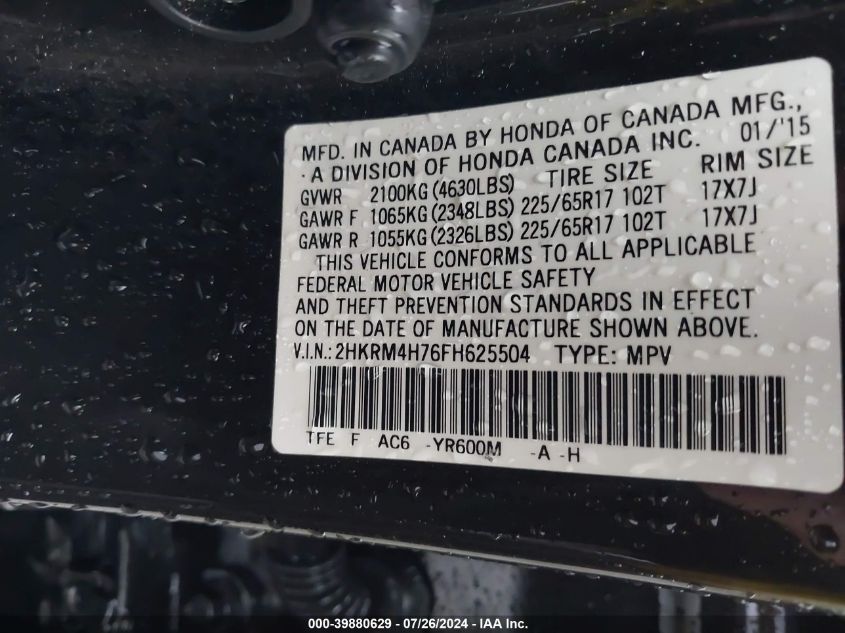 MFD. IN CANADA BY HONDA OF CANADA MFG.,
A DIVISION OF HONDA CANADA INC. 01/'15
GVWR 2100KG (4630LBS) TIRE SIZE RIM SIZE
GAWR F 1065KG (2348LBS) 225/65R17 102T 17X7J
GAWR R 1055KG (2326LBS) 225/65R17 102T 17X7J
THIS VEHICLE CONFORMS TO ALL APPLICABLE
FEDERAL MOTOR VEHICLE SAFETY
AND THEFT PREVENTION STANDARDS IN EFFECT
ON THE DATE OF MANUFACTURE SHOWN ABOVE.
V.I.N.: 2HKRM4H76FH625504 TYPE: MPV
TFE F AC6 -YR600M -A -H
000-39880629 - 07/26/2024 - IAA Inc.